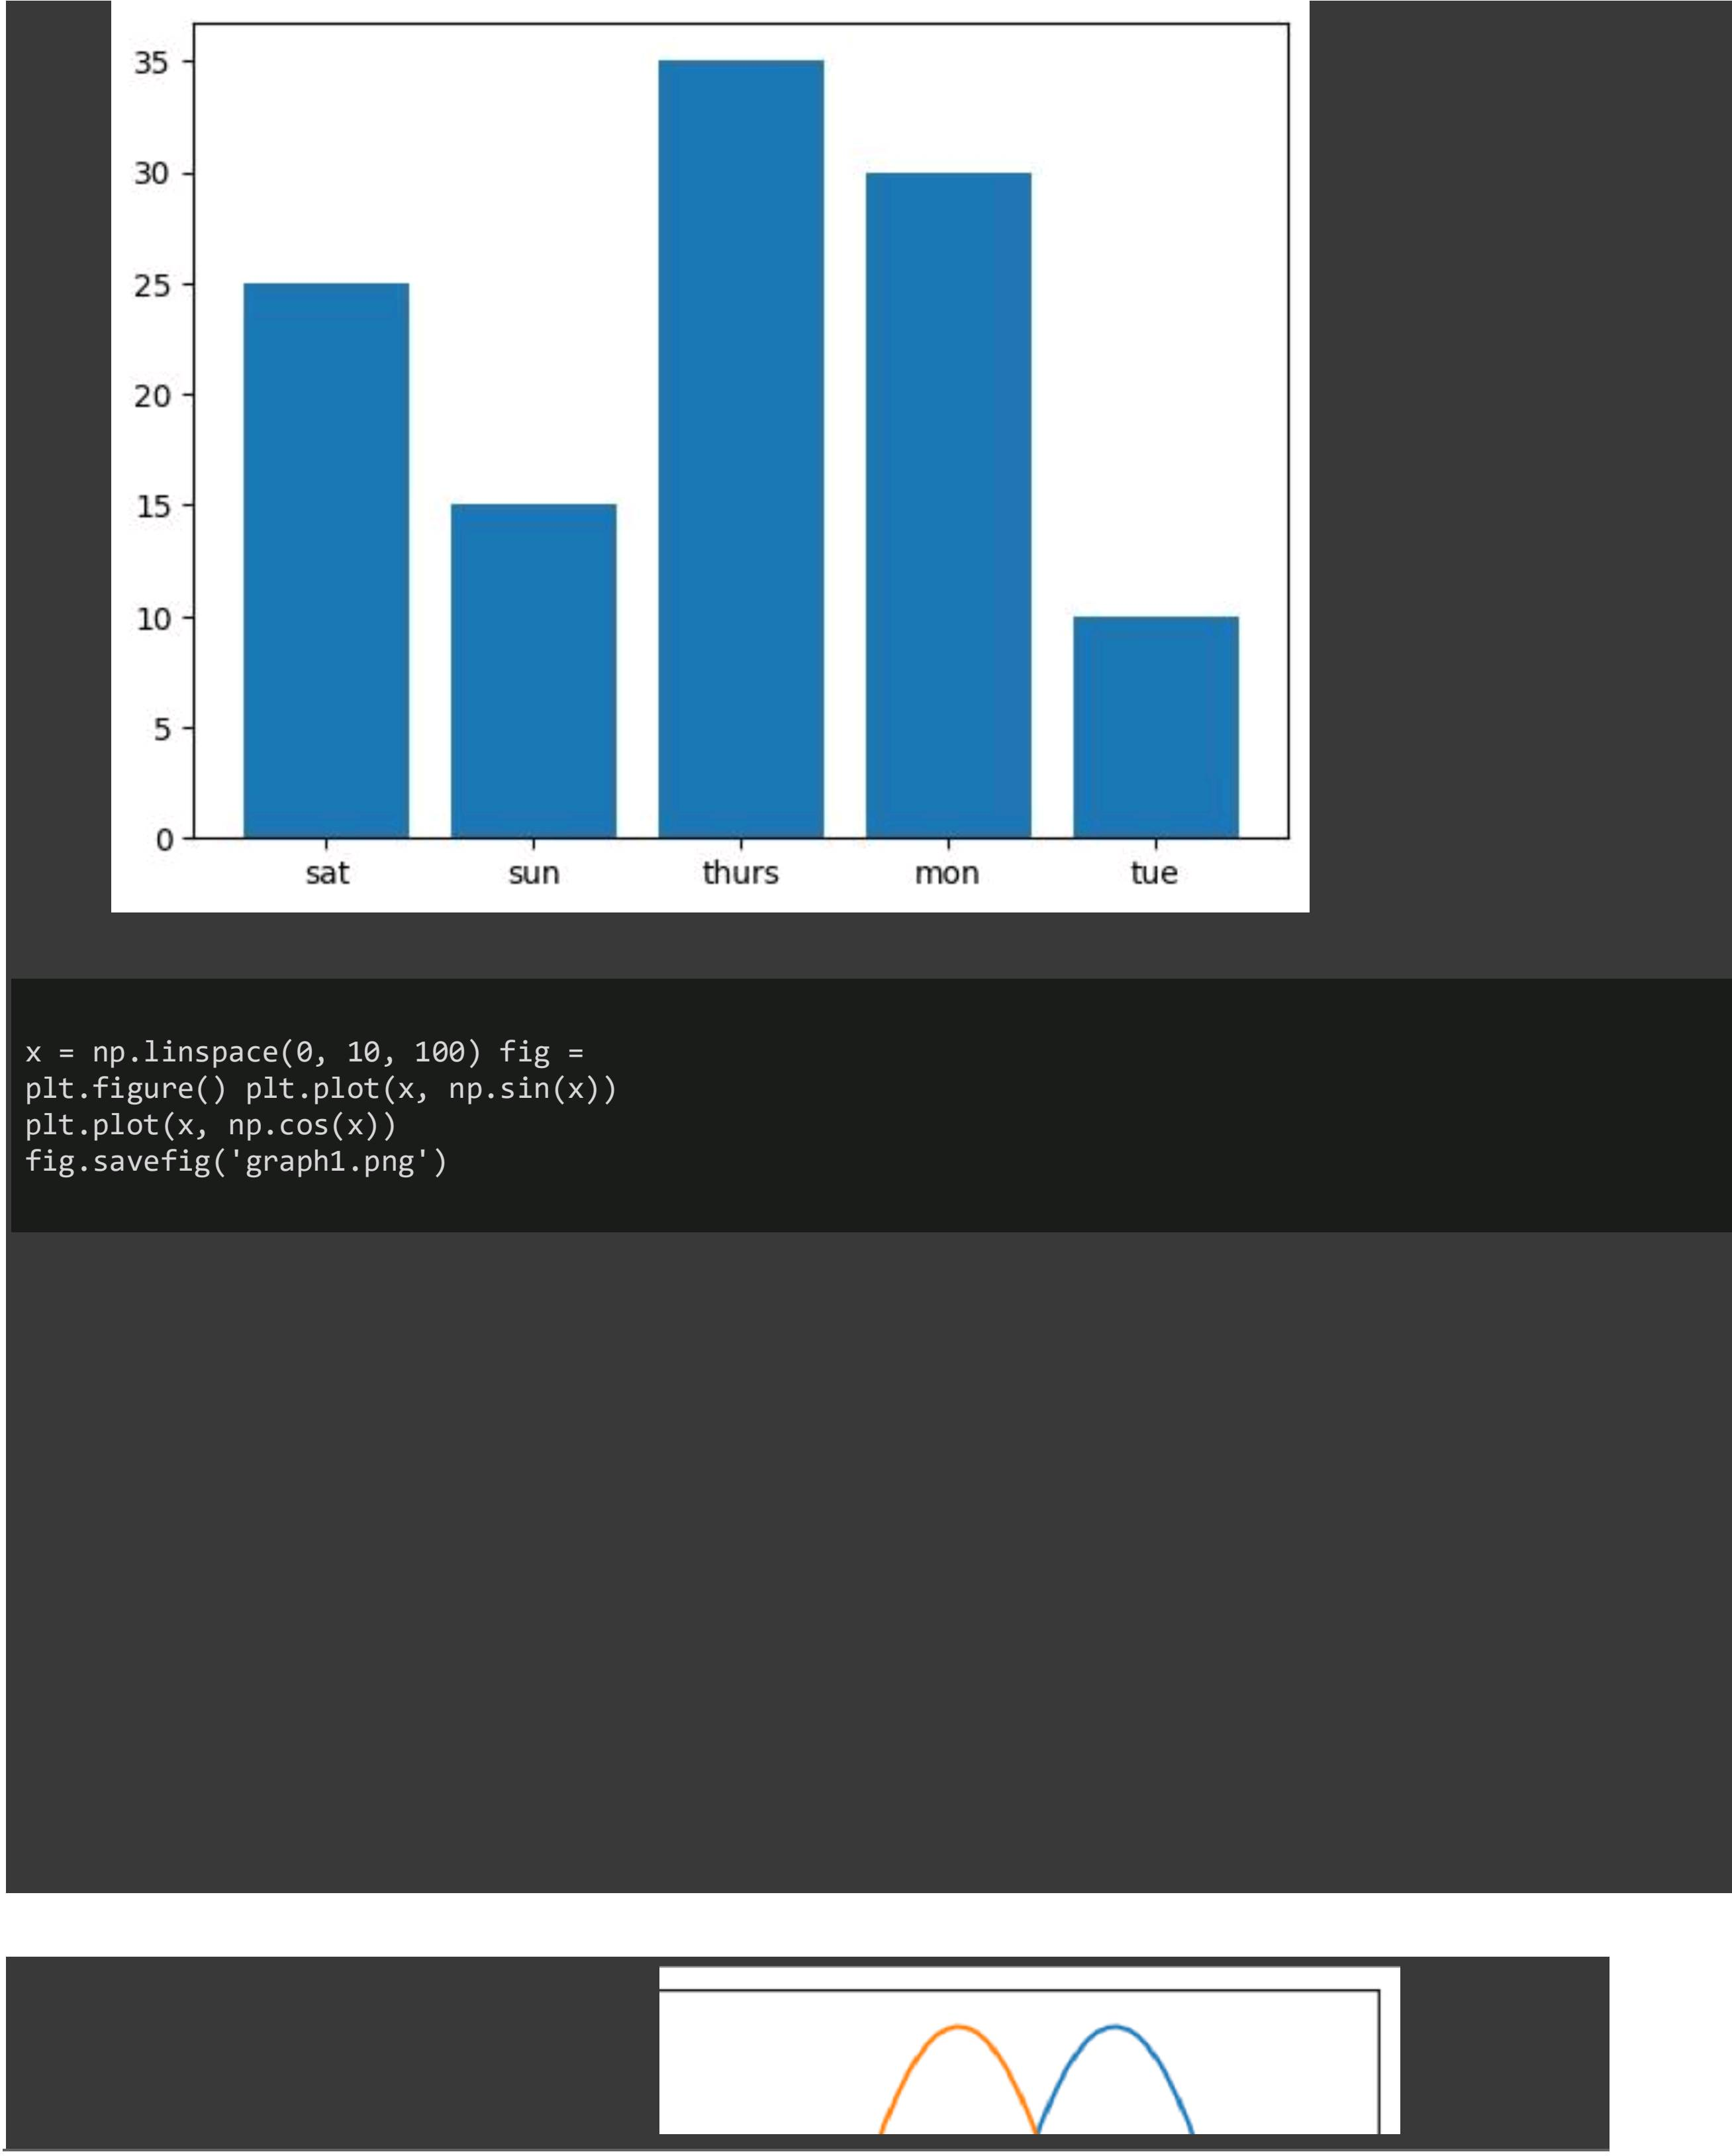 35
30
25
20
15
10
5
0
sat sun thurs mon tue
x = np.linspace(0, 10, 100) fig =
plt.figure() plt.plot(x, np.sin(x))
plt.plot(x, np.cos(x))
fig.savefig('graph1.png')